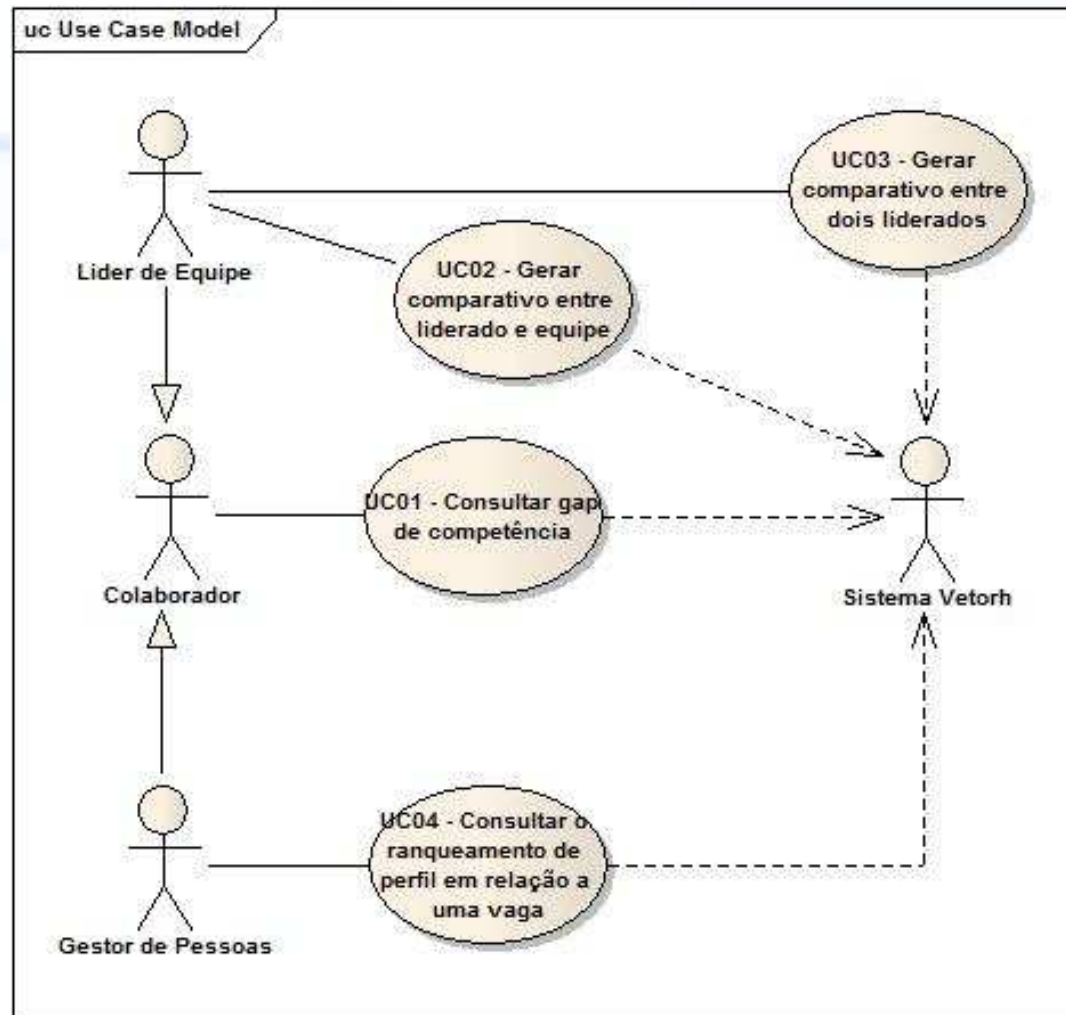 uc Use Case Model
UC03 - Gerar
comparativo entre
dois liderados
UC02 - Gerar
comparativo entre
liderado e equipe
Lider de Equipe
UC01 - Consultar gap
de competência
Colaborador
Sistema Vetorh
UC04 - Consultar o
ranqueamento de
perfil em relação a
uma vaga
Gestor de Pessoas